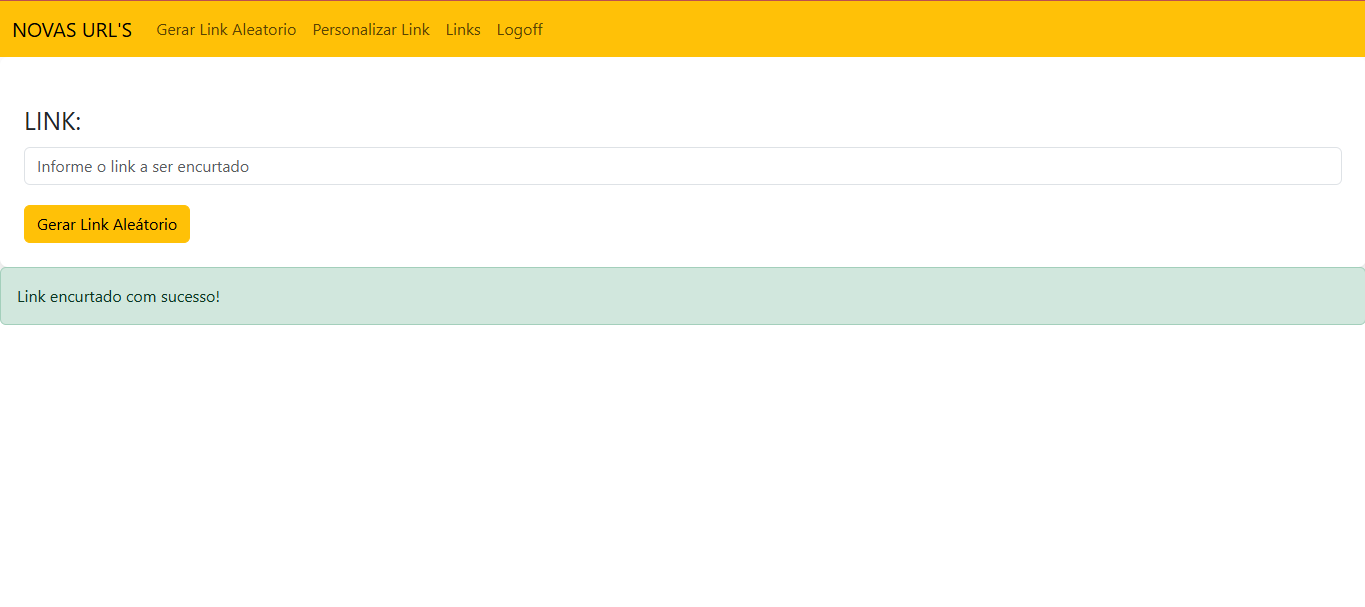 NOVAS URL'S Gerar Link Aleatorio Personalizar Link Links Logoff
LINK:
Informe o link a ser encurtado
Gerar Link Aleátorio
Link encurtado com sucesso!